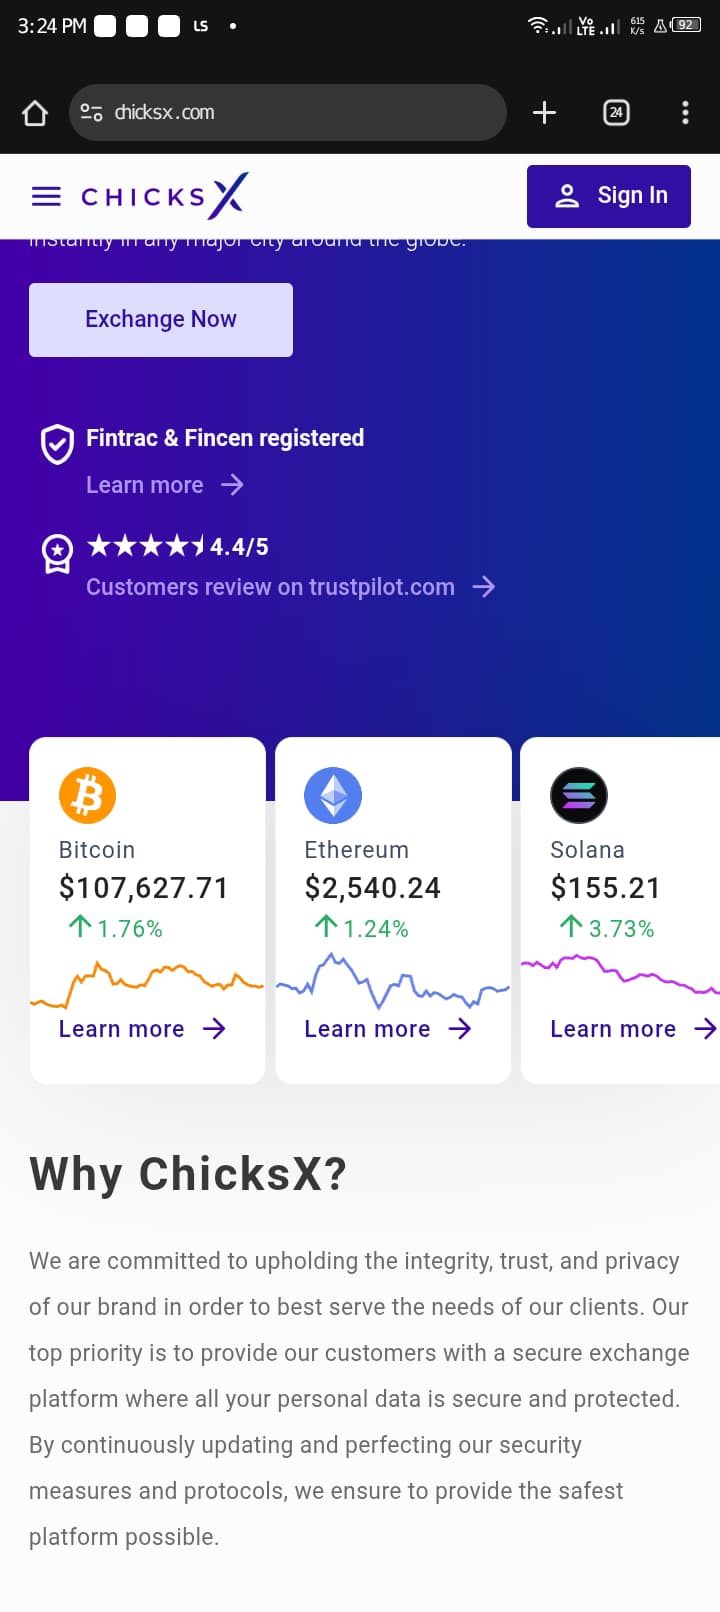 3:24 PM LS
Vo
LTE
615
K/s
92
chicksx.com
24
CHICKSX
Sign In
instantly in any major city around the globe.
Exchange Now
Fintrac & Fincen registered
Learn more
4.4/5
Customers review on trustpilot.com
Bitcoin
$107,627.71
1.76%
Learn more
Ethereum
$2,540.24
1.24%
Learn more
Solana
$155.21
3.73%
Learn more
Why ChicksX?
We are committed to upholding the integrity, trust, and privacy
of our brand in order to best serve the needs of our clients. Our
top priority is to provide our customers with a secure exchange
platform where all your personal data is secure and protected.
By continuously updating and perfecting our security
measures and protocols, we ensure to provide the safest
platform possible.